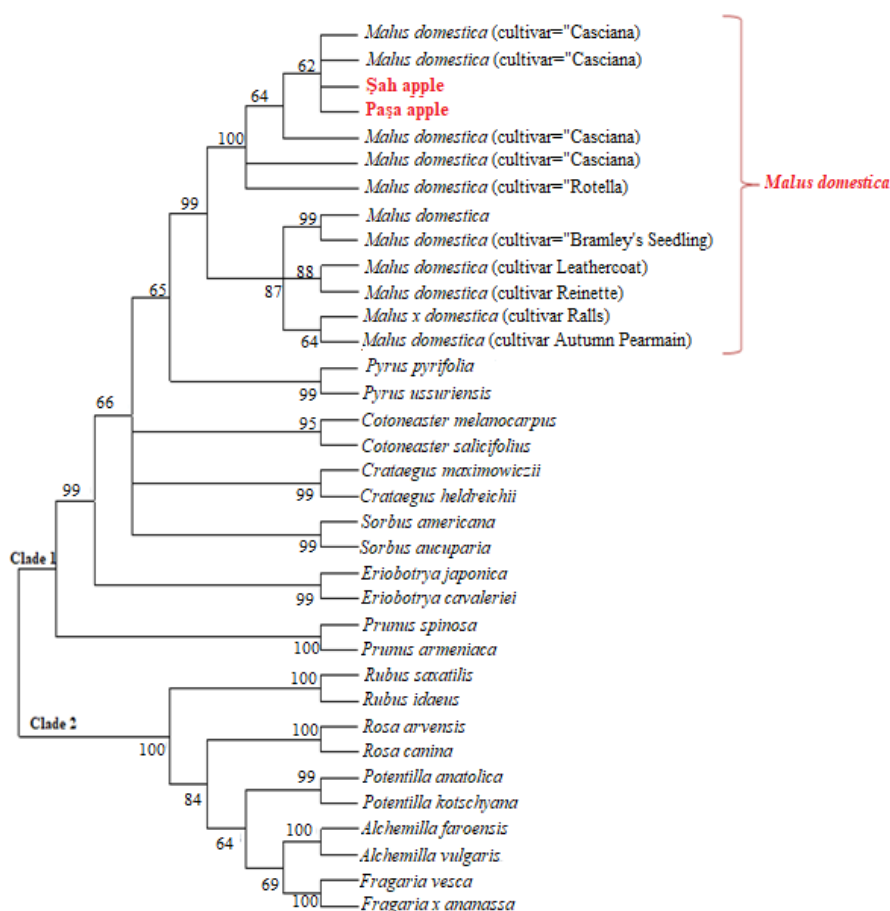 Malus domestica (cultivar="Casciana)
Malus domestica (cultivar="Casciana)
62
Şah apple
64
Paşa apple
100
Malus domestica (cultivar="Casciana)
Malus domestica (cultivar="Casciana)
Malus domestica
Malus domestica (cultivar="Rotella)
99
99
Malus domestica
Malus domestica (cultivar="Bramley's Seedling)
88
Malus domestica (cultivar Leathercoat)
65
87
Malus domestica (cultivar Reinette)
Malus x domestica (cultivar Ralls)
64
Malus domestica (cultivar Autumn Pearmain)
Pyrus pyrifolia
99
Pyrus ussuriensis
66
95
Cotoneaster melanocarpus
Cotoneaster salicifolius
Crataegus maximowiczii
99
99
Crataegus heldreichii
Sorbus americana
99
Sorbus aucuparia
Clade 1
Eriobotrya japonica
99
Eriobotrya cavaleriei
Prunus spinosa
100
Prunus armeniaca
100
Rubus saxatilis
Rubus idaeus
Clade 2
100
100
Rosa arvensis
Rosa canina
99
Potentilla anatolica
84
Potentilla kotschyana
100
Alchemilla faroensis
64
Alchemilla vulgaris
69
Fragaria vesca
100
Fragaria x ananassa